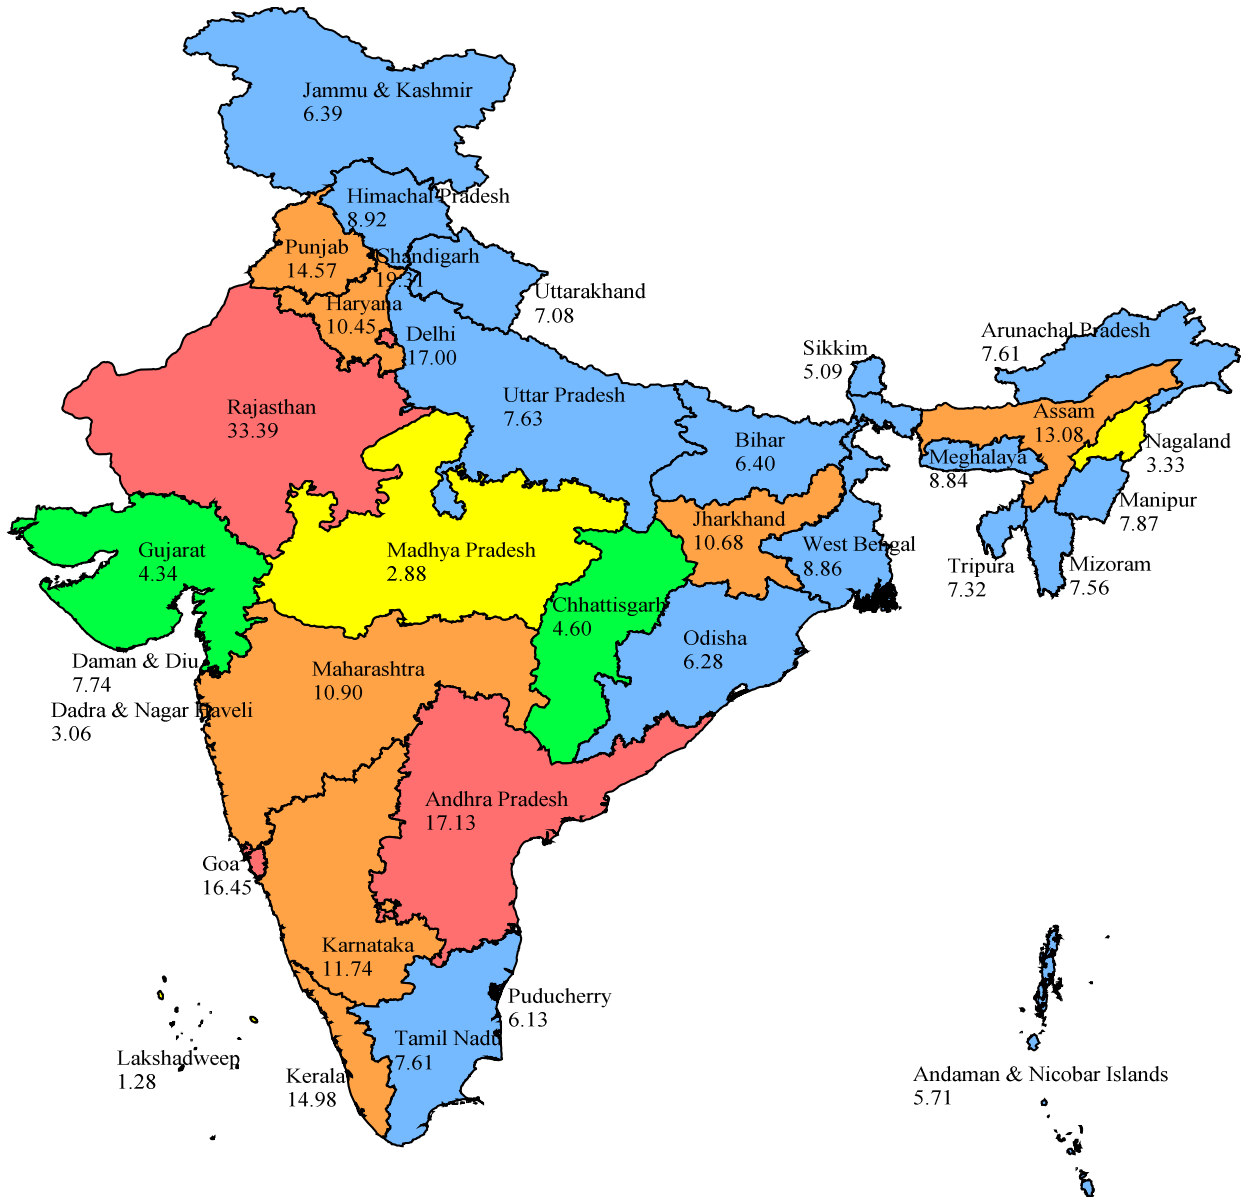 Jammu & Kashmir
6.39
Himachal Pradesh
8.92
Punjab
14.57
Chandigarh
19.31
Uttarakhand
7.08
Haryana
10.45
Delhi
17.00
Arunachal Pradesh
7.61
Sikkim
5.09
Rajasthan
33.39
Uttar Pradesh
7.63
Bihar
6.40
Assam
13.08
Nagaland
3.33
Meghalaya
8.84
Manipur
7.87
Jharkhand
10.68
Gujarat
4.34
Madhya Pradesh
2.88
West Bengal
8.86
Tripura
7.32
Mizoram
7.56
Chhattisgarh
4.60
Odisha
6.28
Daman & Diu
7.74
Maharashtra
10.90
Dadra & Nagar Haveli
3.06
Andhra Pradesh
17.13
Goa
16.45
Karnataka
11.74
Puducherry
6.13
Tamil Nadu
7.61
Lakshadweep
1.28
Kerala
14.98
Andaman & Nicobar Islands
5.71